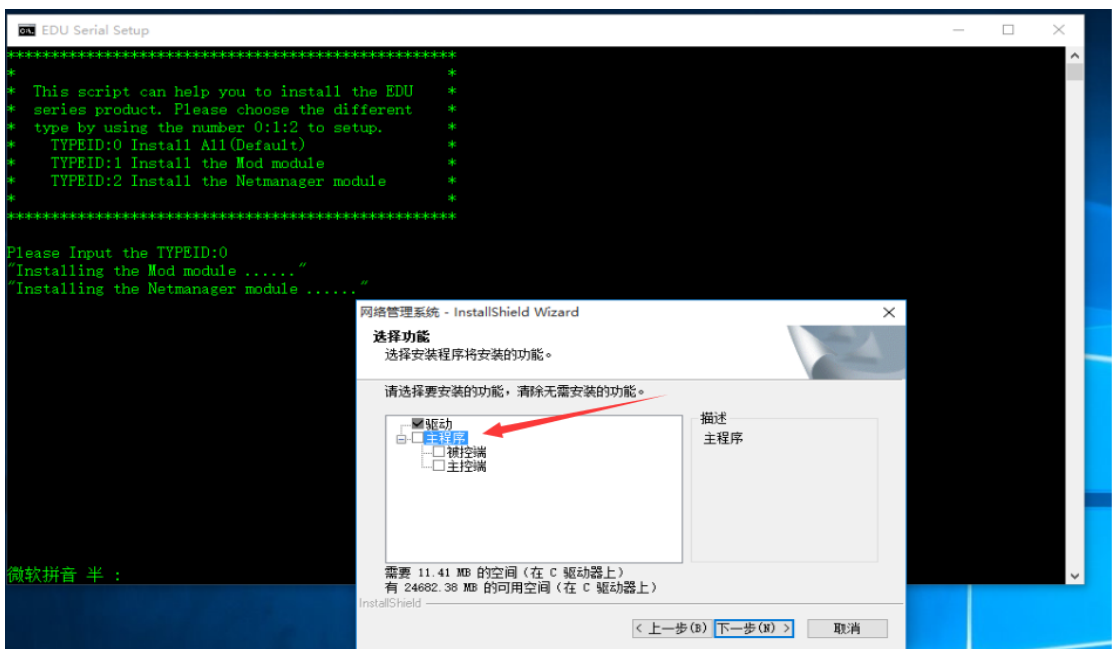 EDU Serial Setup
**************************************************
* *
* This script can help you to install the EDU *
* series product. Please choose the different *
* type by using the number 0:1:2 to setup. *
* TYPEID:0 Install All(Default) *
* TYPEID:1 Install the Mod module *
* TYPEID:2 Install the Netmanager module *
* *
**************************************************
Please Input the TYPEID:0
"Installing the Mod module ......"
"Installing the Netmanager module ......"
网络管理系统 - InstallShield Wizard
选择功能
选择安装程序将安装的功能。
请选择要安装的功能，清除无需安装的功能。
驱动
主程序
被控端
主控端
描述
主程序
需要 11.41 MB 的空间(在 C 驱动器上)
有 24682.38 MB 的可用空间(在 C 驱动器上)
InstallShield
< 上一步(B) 下一步(N) > 取消
微软拼音 半 :